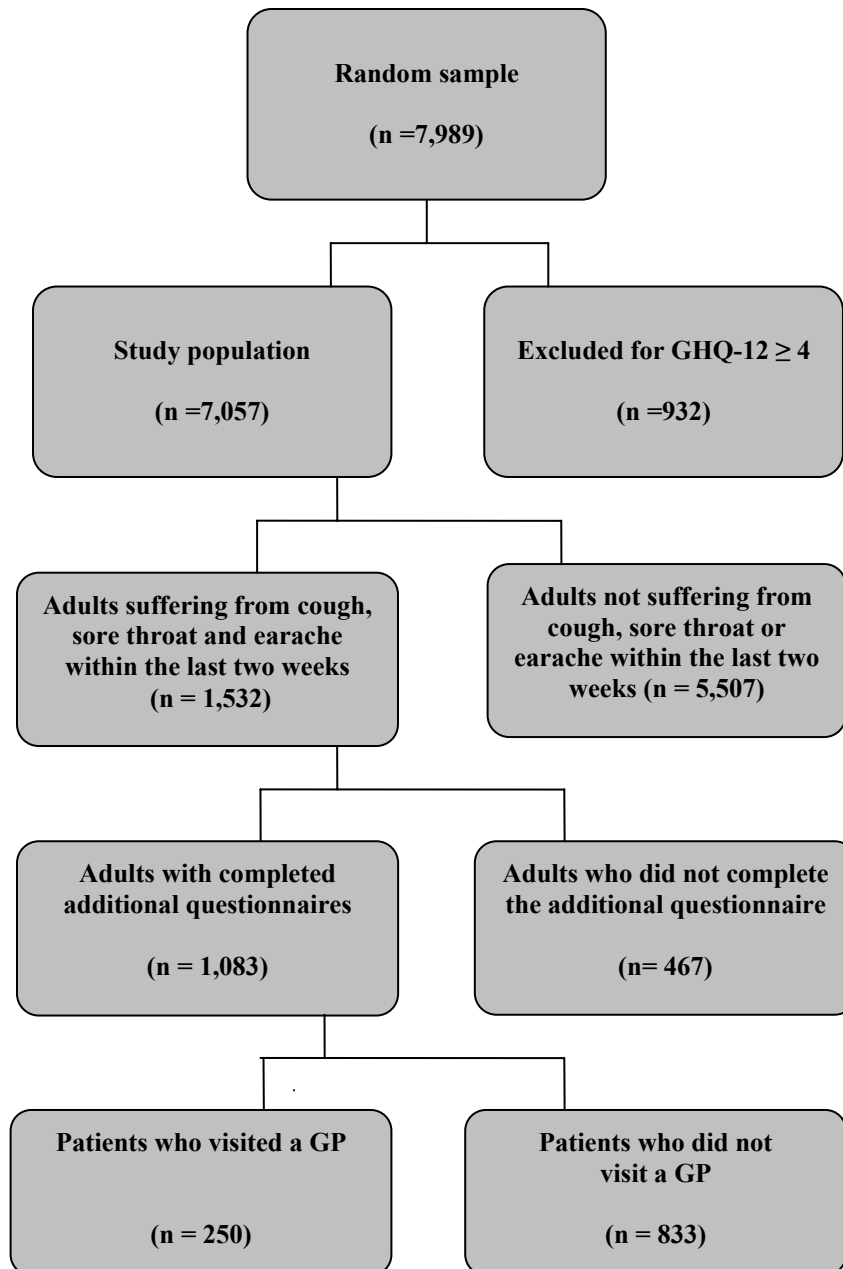 Random sample
(n =7,989)
Study population
(n =7,057)
Excluded for GHQ-12 ≥ 4
(n =932)
Adults suffering from cough,
sore throat and earache
within the last two weeks
(n = 1,532)
Adults not suffering from
cough, sore throat or
earache within the last two
weeks (n = 5,507)
Adults with completed
additional questionnaires
(n = 1,083)
Adults who did not complete
the additional questionnaire
(n= 467)
Patients who visited a GP
(n = 250)
Patients who did not
visit a GP
(n = 833)